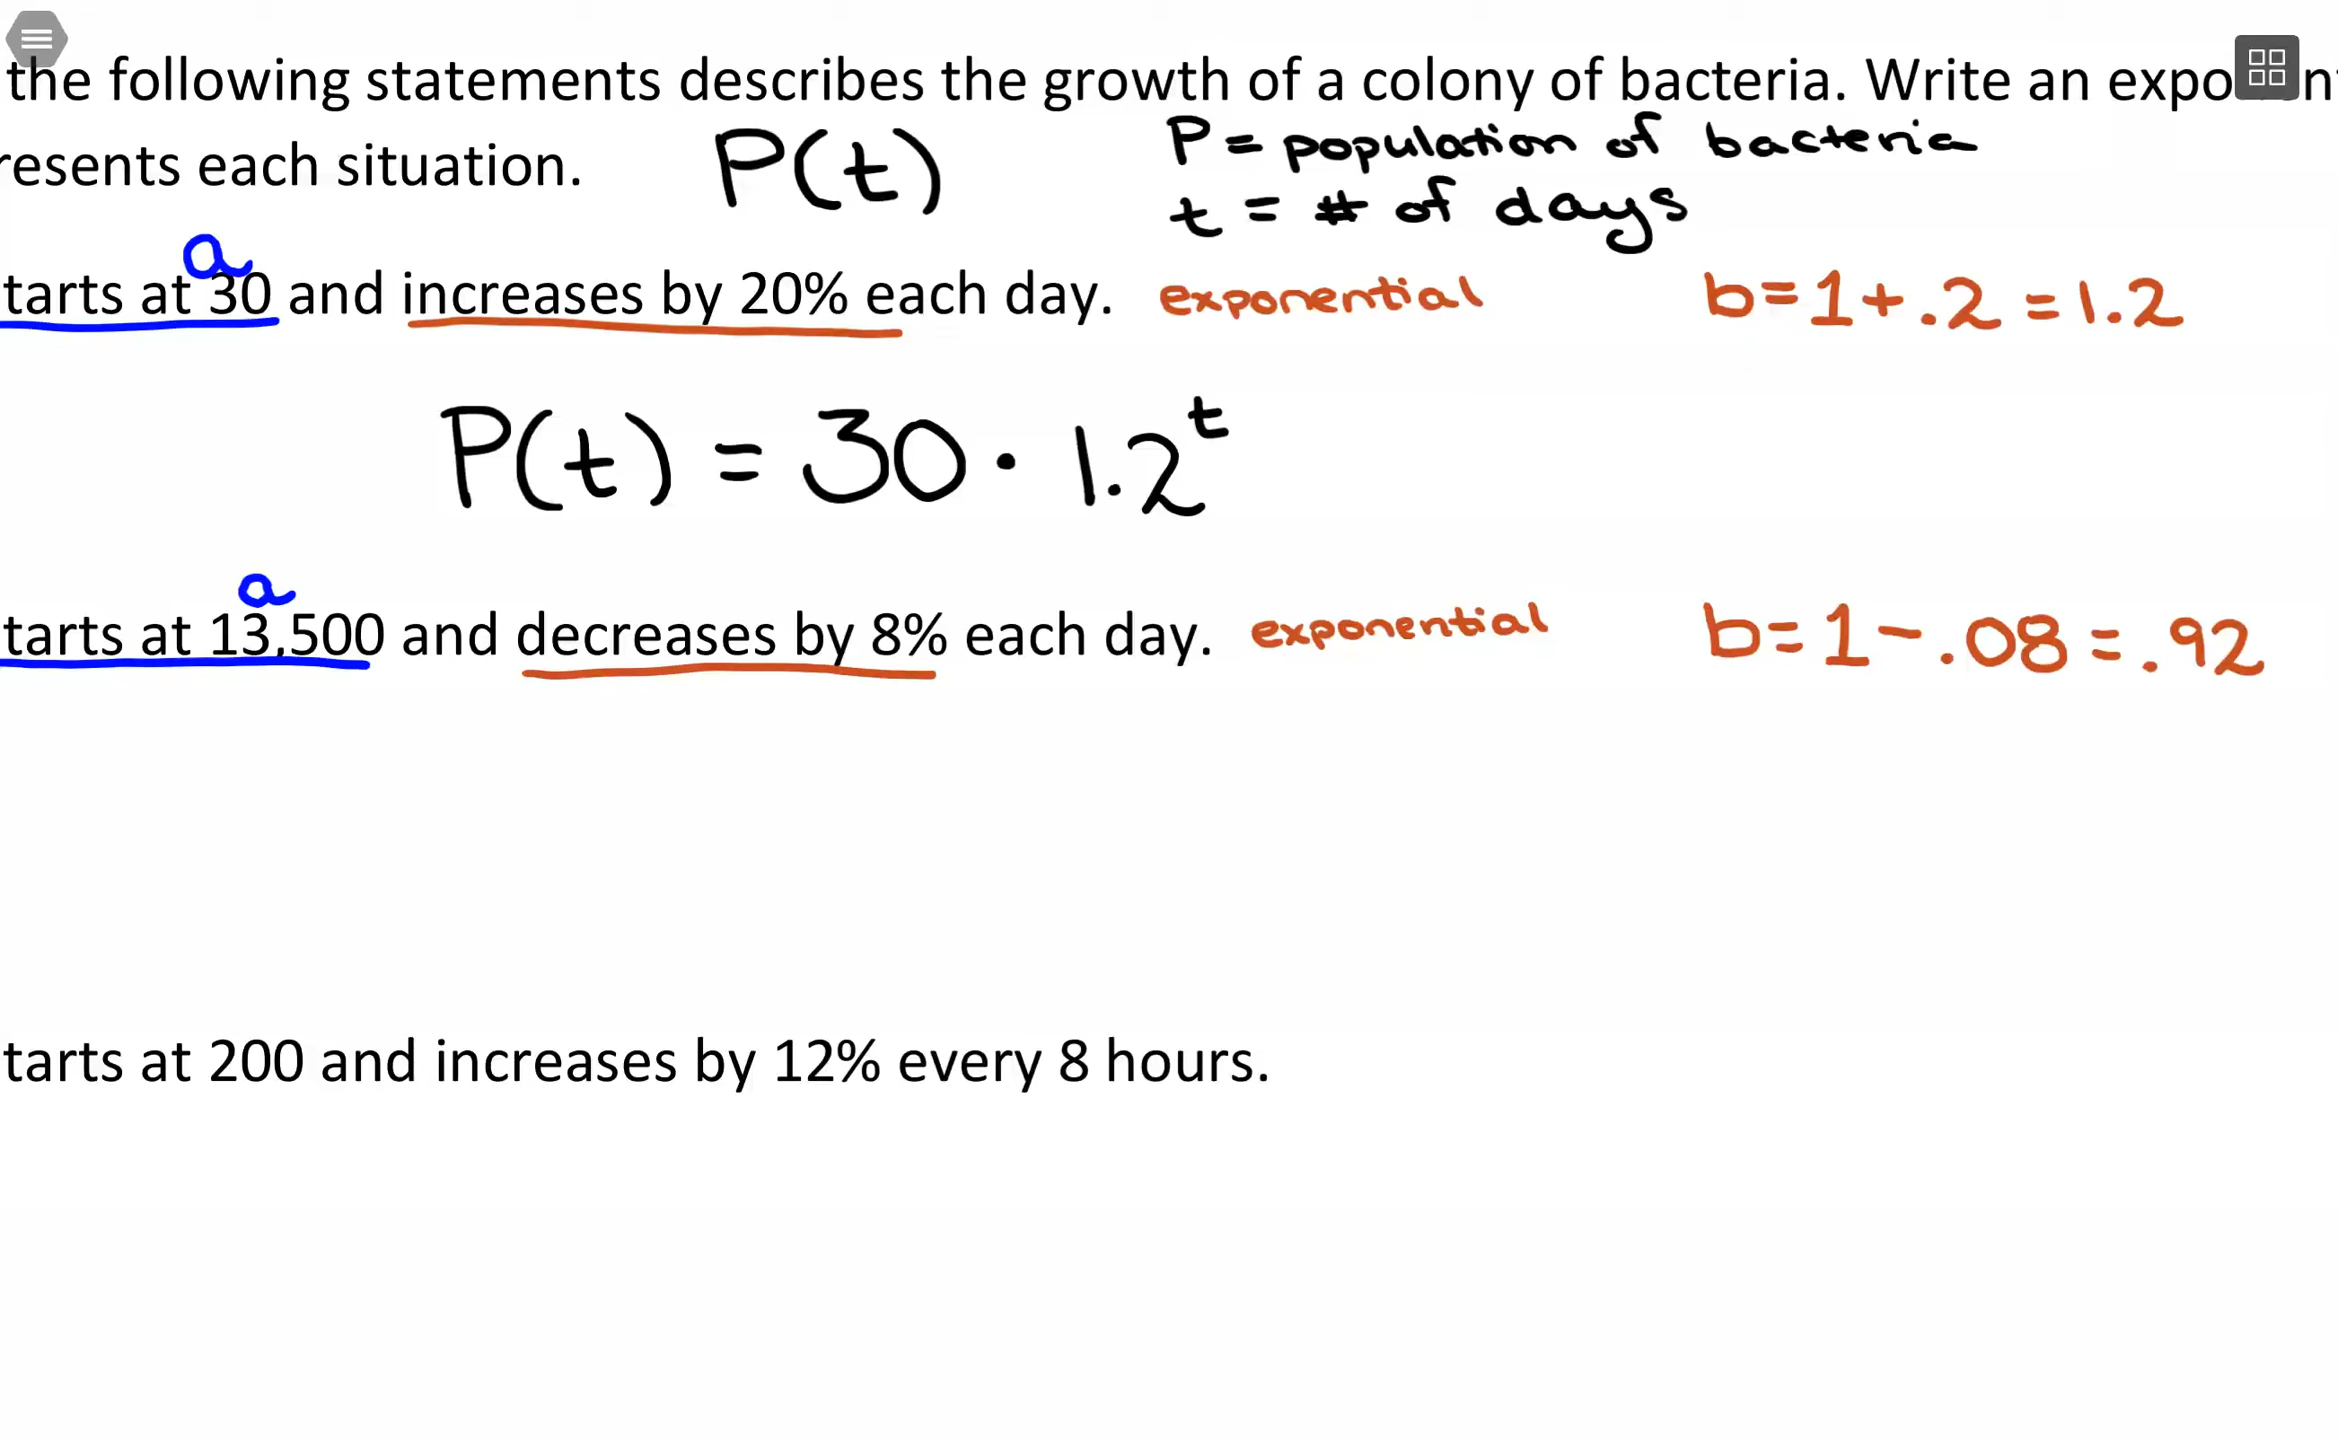 the following statements describes the growth of a colony of bacteria. Write an expo
resents each situation. P(t) P = population of bacteria
t = # of days
a
tarts at 30 and increases by 20% each day. exponential b=1+.2=1.2
P(t) = 30 · 1.2^t
a
tarts at 13,500 and decreases by 8% each day. exponential b=1-.08=.92
tarts at 200 and increases by 12% every 8 hours.